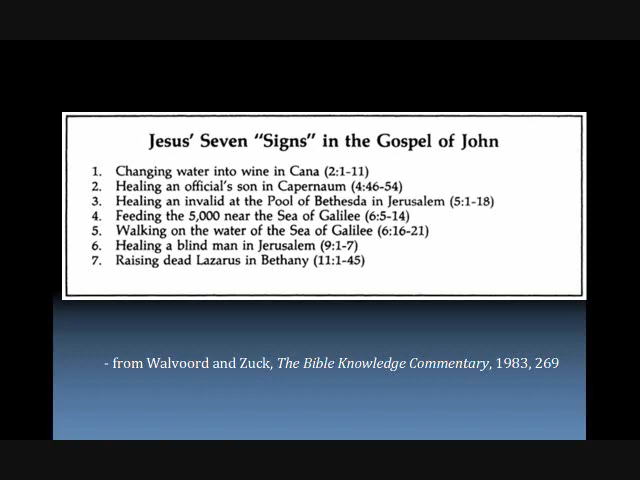 Jesus' Seven "Signs" in the Gospel of John
1. Changing water into wine in Cana (2:1-11)
2. Healing an official's son in Capernaum (4:46-54)
3. Healing an invalid at the Pool of Bethesda in Jerusalem (5:1-18)
4. Feeding the 5,000 near the Sea of Galilee (6:5-14)
5. Walking on the water of the Sea of Galilee (6:16-21)
6. Healing a blind man in Jerusalem (9:1-7)
7. Raising dead Lazarus in Bethany (11:1-45)
- from Walvoord and Zuck, The Bible Knowledge Commentary, 1983, 269